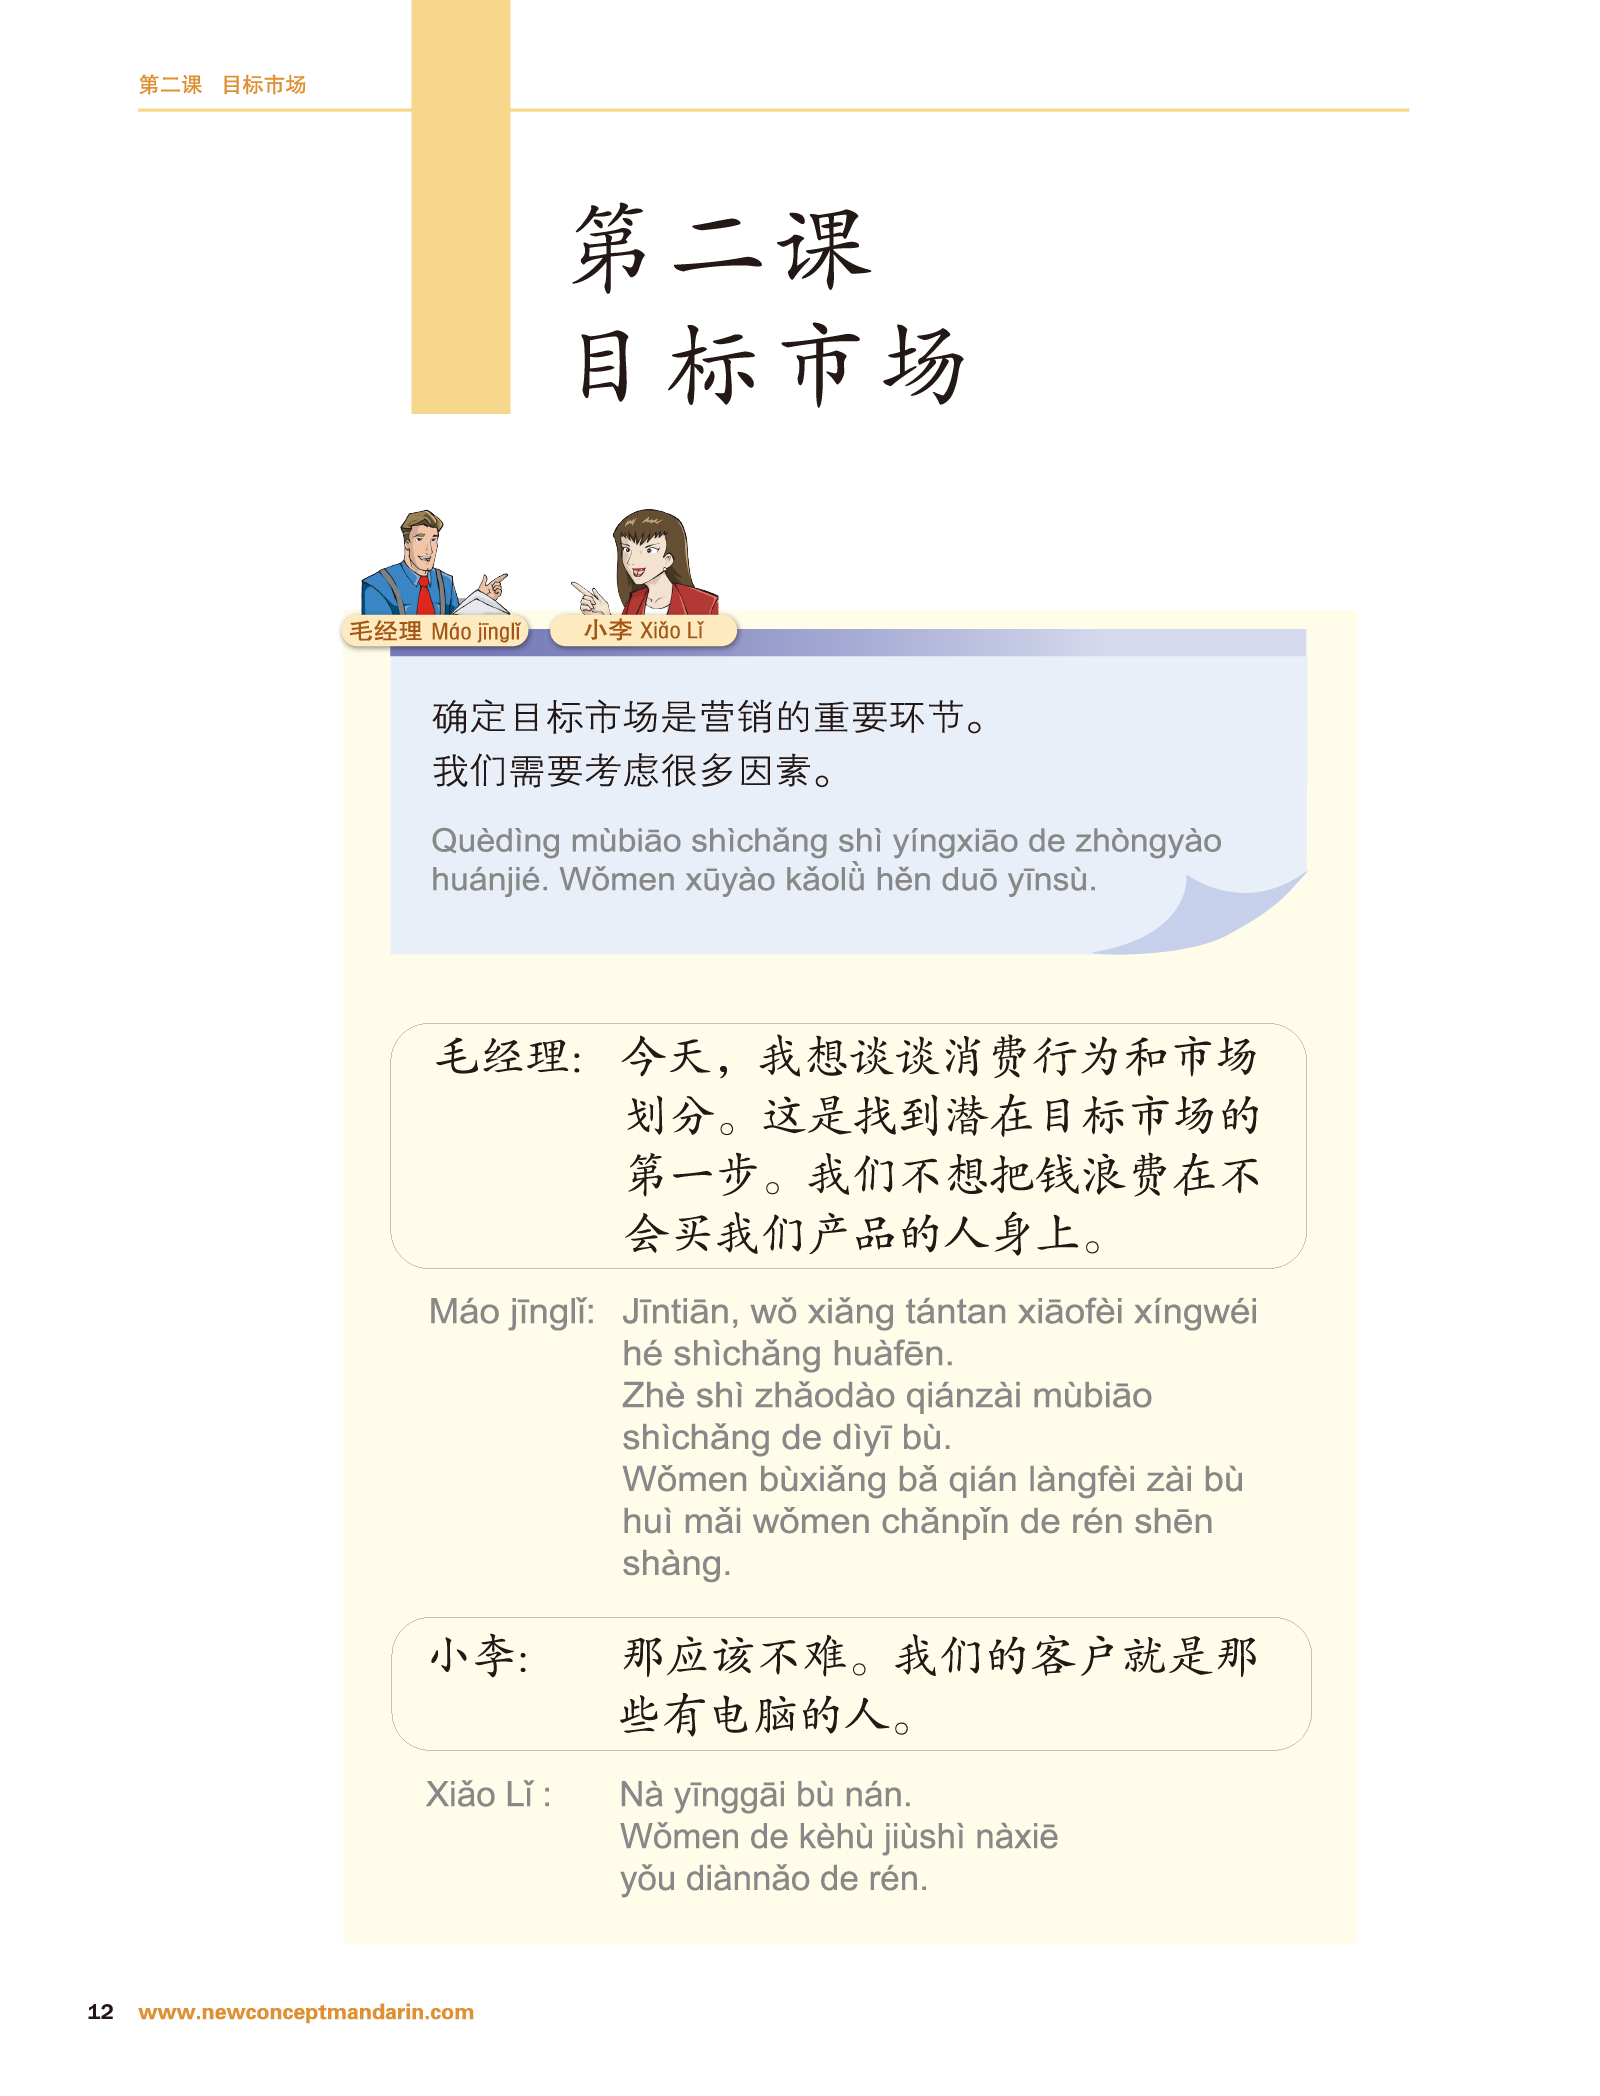 第二课 目标市场
第二课
目标市场
毛经理 Máo jīnglǐ
小李 Xiǎo Lǐ
确定目标市场是营销的重要环节。
我们需要考虑很多因素。
Quèdìng mùbiāo shìchǎng shì yíngxiāo de zhòngyào
huánjié. Wǒmen xūyào kǎolǜ hěn duō yīnsù.
毛经理: 今天，我想谈谈消费行为和市场
划分。这是找到潜在目标市场的
第一步。我们不想把钱浪费在不
会买我们产品的人身上。
Máo jīnglǐ: Jīntiān, wǒ xiǎng tántan xiāofèi xíngwéi
hé shìchǎng huàfēn.
Zhè shì zhǎodào qiánzài mùbiāo
shìchǎng de dìyī bù.
Wǒmen bùxiǎng bǎ qián làngfèi zài bù
huì mǎi wǒmen chǎnpǐn de rén shēn
shàng.
小李: 那应该不难。我们的客户就是那
些有电脑的人。
Xiǎo Lǐ : Nà yīnggāi bù nán.
Wǒmen de kèhù jiùshì nàxiē
yǒu diànnǎo de rén.
12 www.newconceptmandarin.com